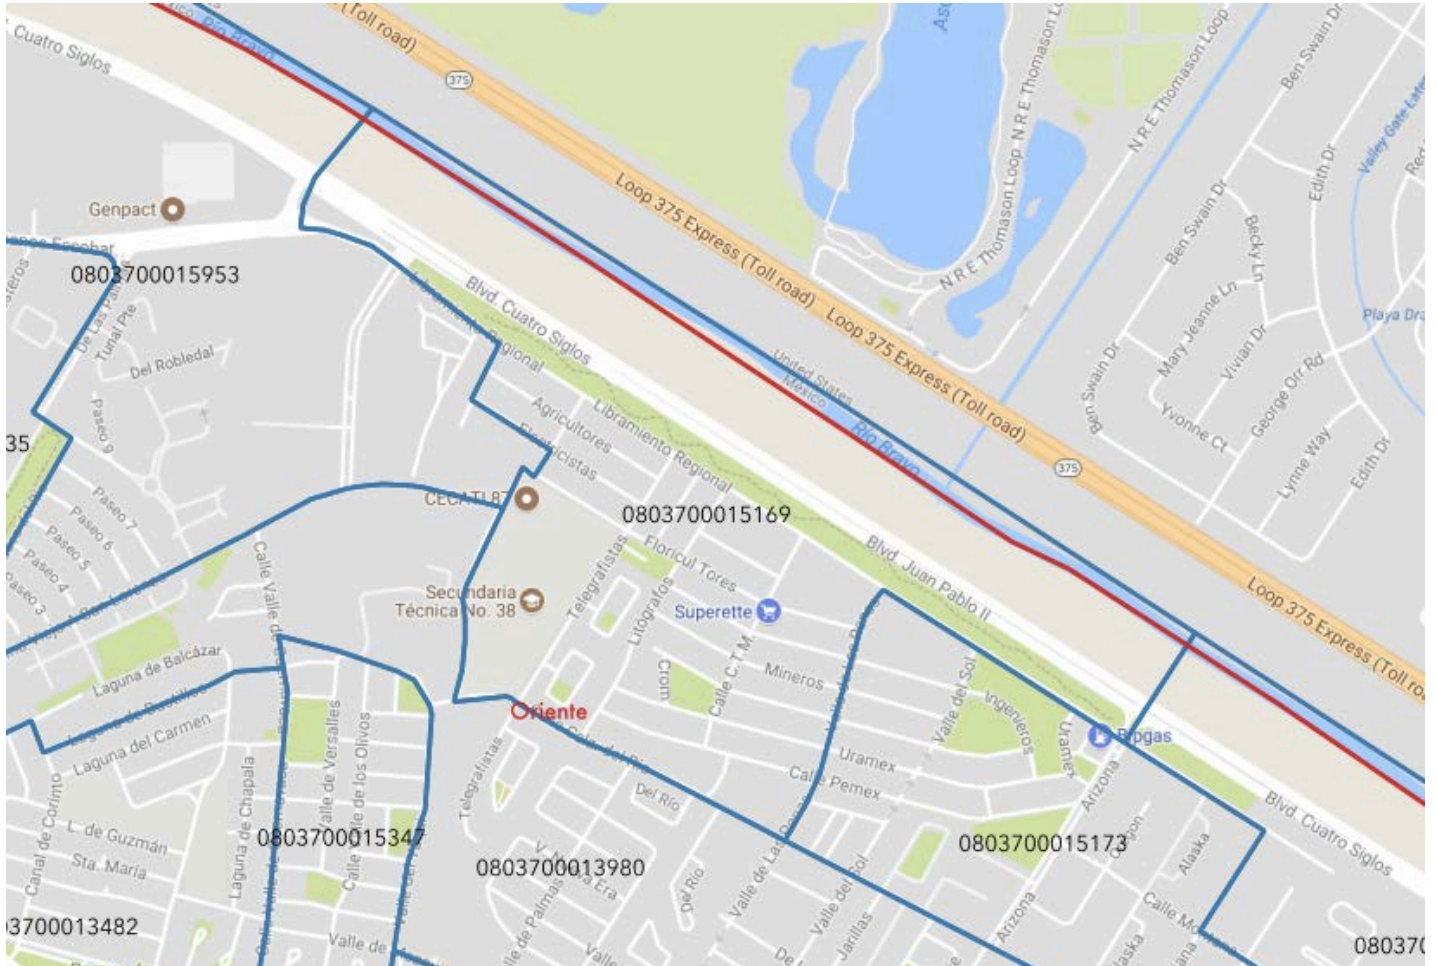 (Toll road)
Río Bravo
Cuatro Siglos
375
Genpact
0803700015953
De Las
Tunal Pte
Del Robledal
Paseo 9
35
Paseo 7
Paseo 6
Paseo 5
Paseo 4
Paseo 3
Loop 375 Express (Toll road)
Loop 375 Express (Toll road)
N R E Thomason Loop
N R E Thomason Loop
N R E Thomason Loop
Ben Swain Dr
Ben Swain Dr
Ben Swain Dr
Edith Dr
Becky Ln
Mary Jeanne Ln
Vivian Dr
Yvonne Ct
George Orr Rd
Lynne Way
Edith Dr
Valley Gate
Playa
Blvd. Cuatro Siglos
Libramiento Regional
United States
Mexico
Río Bravo
375
Agricultores
Electricistas
Libramiento Regional
CECATI 87
0803700015169
Floricul Tores
Telegrafistas
Litógrafos
Secundaria
Técnica No. 38
Superette
Blvd. Juan Pablo II
Loop 375 Express (Toll
Laguna de Balcázar
Laguna del Carmen
Calle Valle de
Crom
Calle C.T.M.
Mineros
Valle del Sol
Ingenieros
Uramex
Bipgas
Oriente
Uramex
Calle Pemex
Arizona
Blvd. Cuatro Siglos
Canal de Corinto
L. de Guzmán
Sta. María
Laguna de Chapala
Valle de Versalles
Calle de los Olivos
Telegrafistas
Del Río
0803700015347
0803700013980
0803700015173
Oregon
Alaska
Del Río
Valle de Las
Valle del Sol
Jarillas
Arizona
Calle Montana
3700013482
Valle de
080370